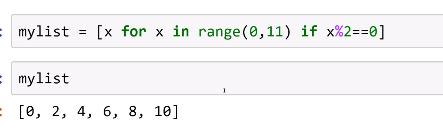 mylist = [x for x in range(0,11) if x%2==0]
mylist
[0, 2, 4, 6, 8, 10]